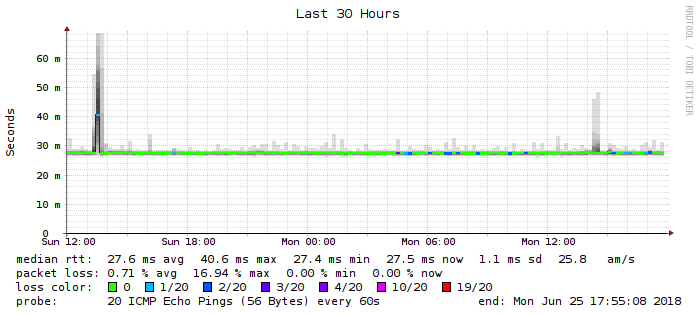 Last 30 Hours
RRDTOOL / TOBI OETIKER
Seconds
60 m
50 m
40 m
30 m
20 m
10 m
0
Sun 12:00 Sun 18:00 Mon 00:00 Mon 06:00 Mon 12:00
median rtt: 27.6 ms avg 40.6 ms max 27.4 ms min 27.5 ms now 1.1 ms sd 25.8 am/s
packet loss: 0.71 % avg 16.94 % max 0.00 % min 0.00 % now
loss color: 0 1/20 2/20 3/20 4/20 10/20 19/20
probe: 20 ICMP Echo Pings (56 Bytes) every 60s end: Mon Jun 25 17:55:08 2018